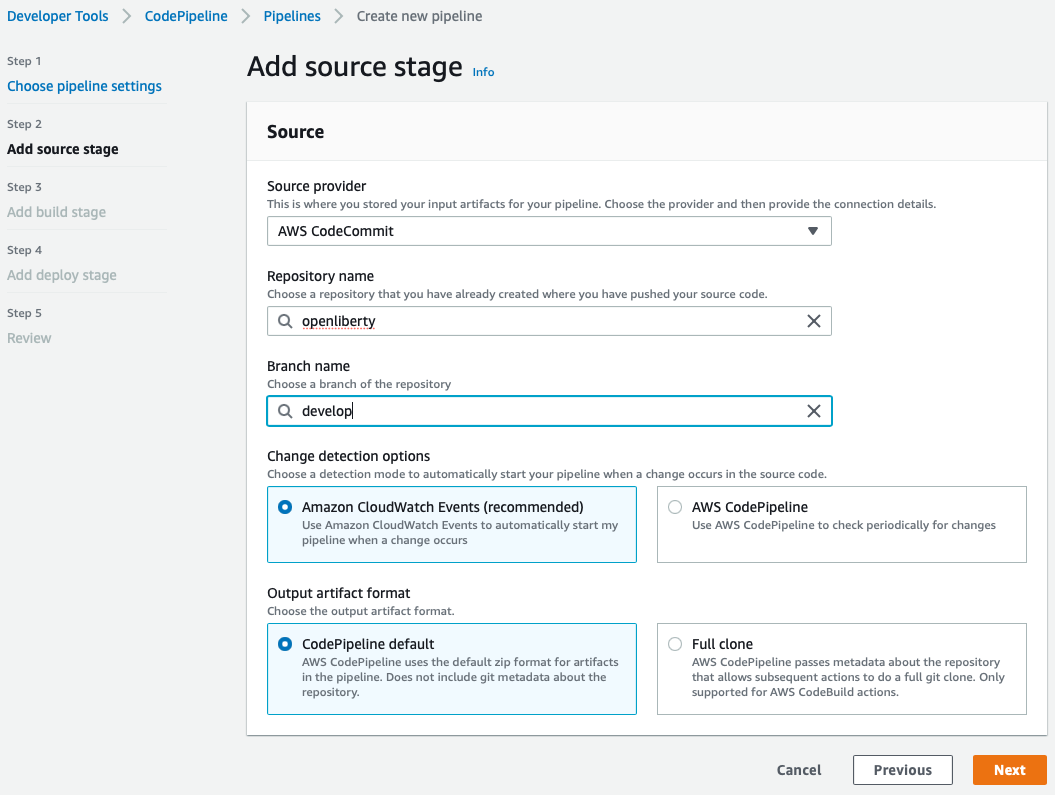 Developer Tools > CodePipeline > Pipelines > Create new pipeline
Step 1
Choose pipeline settings
Step 2
Add source stage
Step 3
Add build stage
Step 4
Add deploy stage
Step 5
Review
Add source stage Info
Source
Source provider
This is where you stored your input artifacts for your pipeline. Choose the provider and then provide the connection details.
AWS CodeCommit
Repository name
Choose a repository that you have already created where you have pushed your source code.
openliberty
Branch name
Choose a branch of the repository
develop
Change detection options
Choose a detection mode to automatically start your pipeline when a change occurs in the source code.
Amazon CloudWatch Events (recommended)
Use Amazon CloudWatch Events to automatically start my
pipeline when a change occurs
AWS CodePipeline
Use AWS CodePipeline to check periodically for changes
Output artifact format
Choose the output artifact format.
CodePipeline default
AWS CodePipeline uses the default zip format for artifacts
in the pipeline. Does not include git metadata about the
repository.
Full clone
AWS CodePipeline passes metadata about the repository
that allows subsequent actions to do a full git clone. Only
supported for AWS CodeBuild actions.
Cancel Previous Next